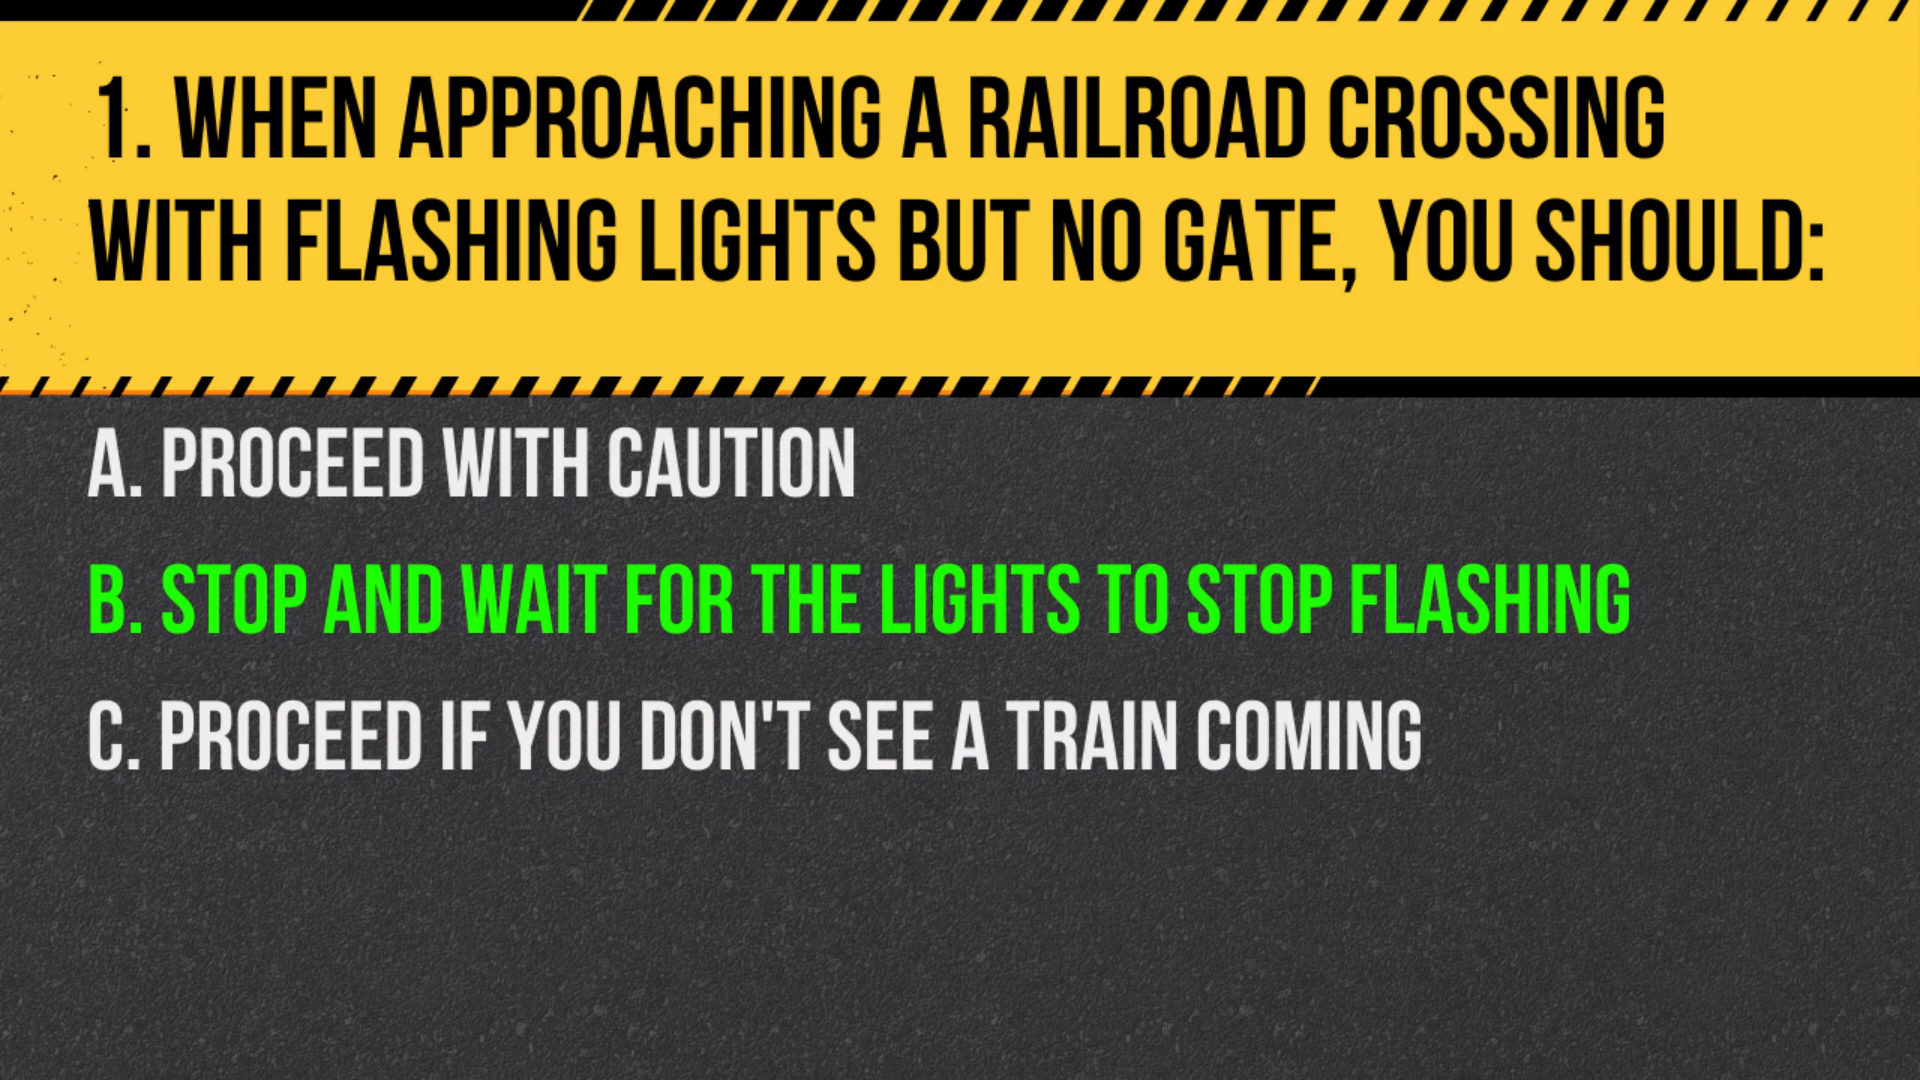 1. WHEN APPROACHING A RAILROAD CROSSING
WITH FLASHING LIGHTS BUT NO GATE, YOU SHOULD:
A. PROCEED WITH CAUTION
B. STOP AND WAIT FOR THE LIGHTS TO STOP FLASHING
C. PROCEED IF YOU DON'T SEE A TRAIN COMING